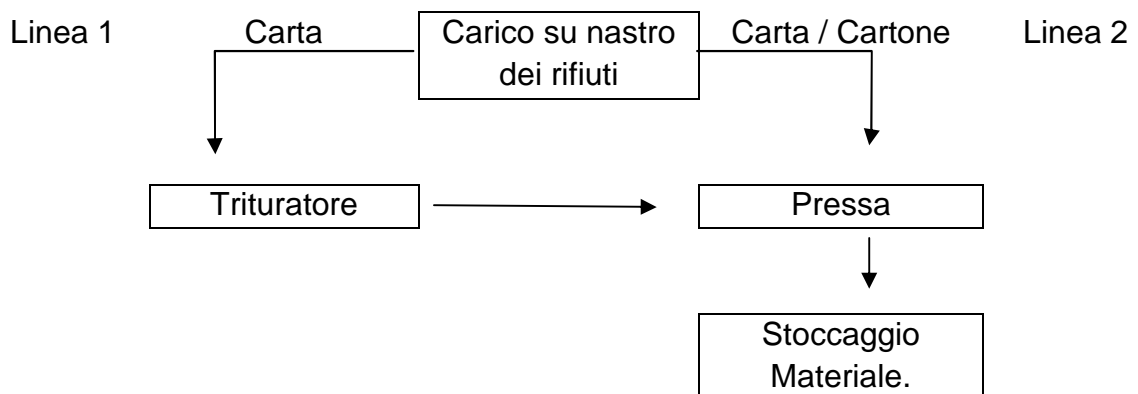 Linea 1 Carta Carico su nastro Carta / Cartone Linea 2
dei rifiuti
Trituratore Pressa
Stoccaggio
Materiale.